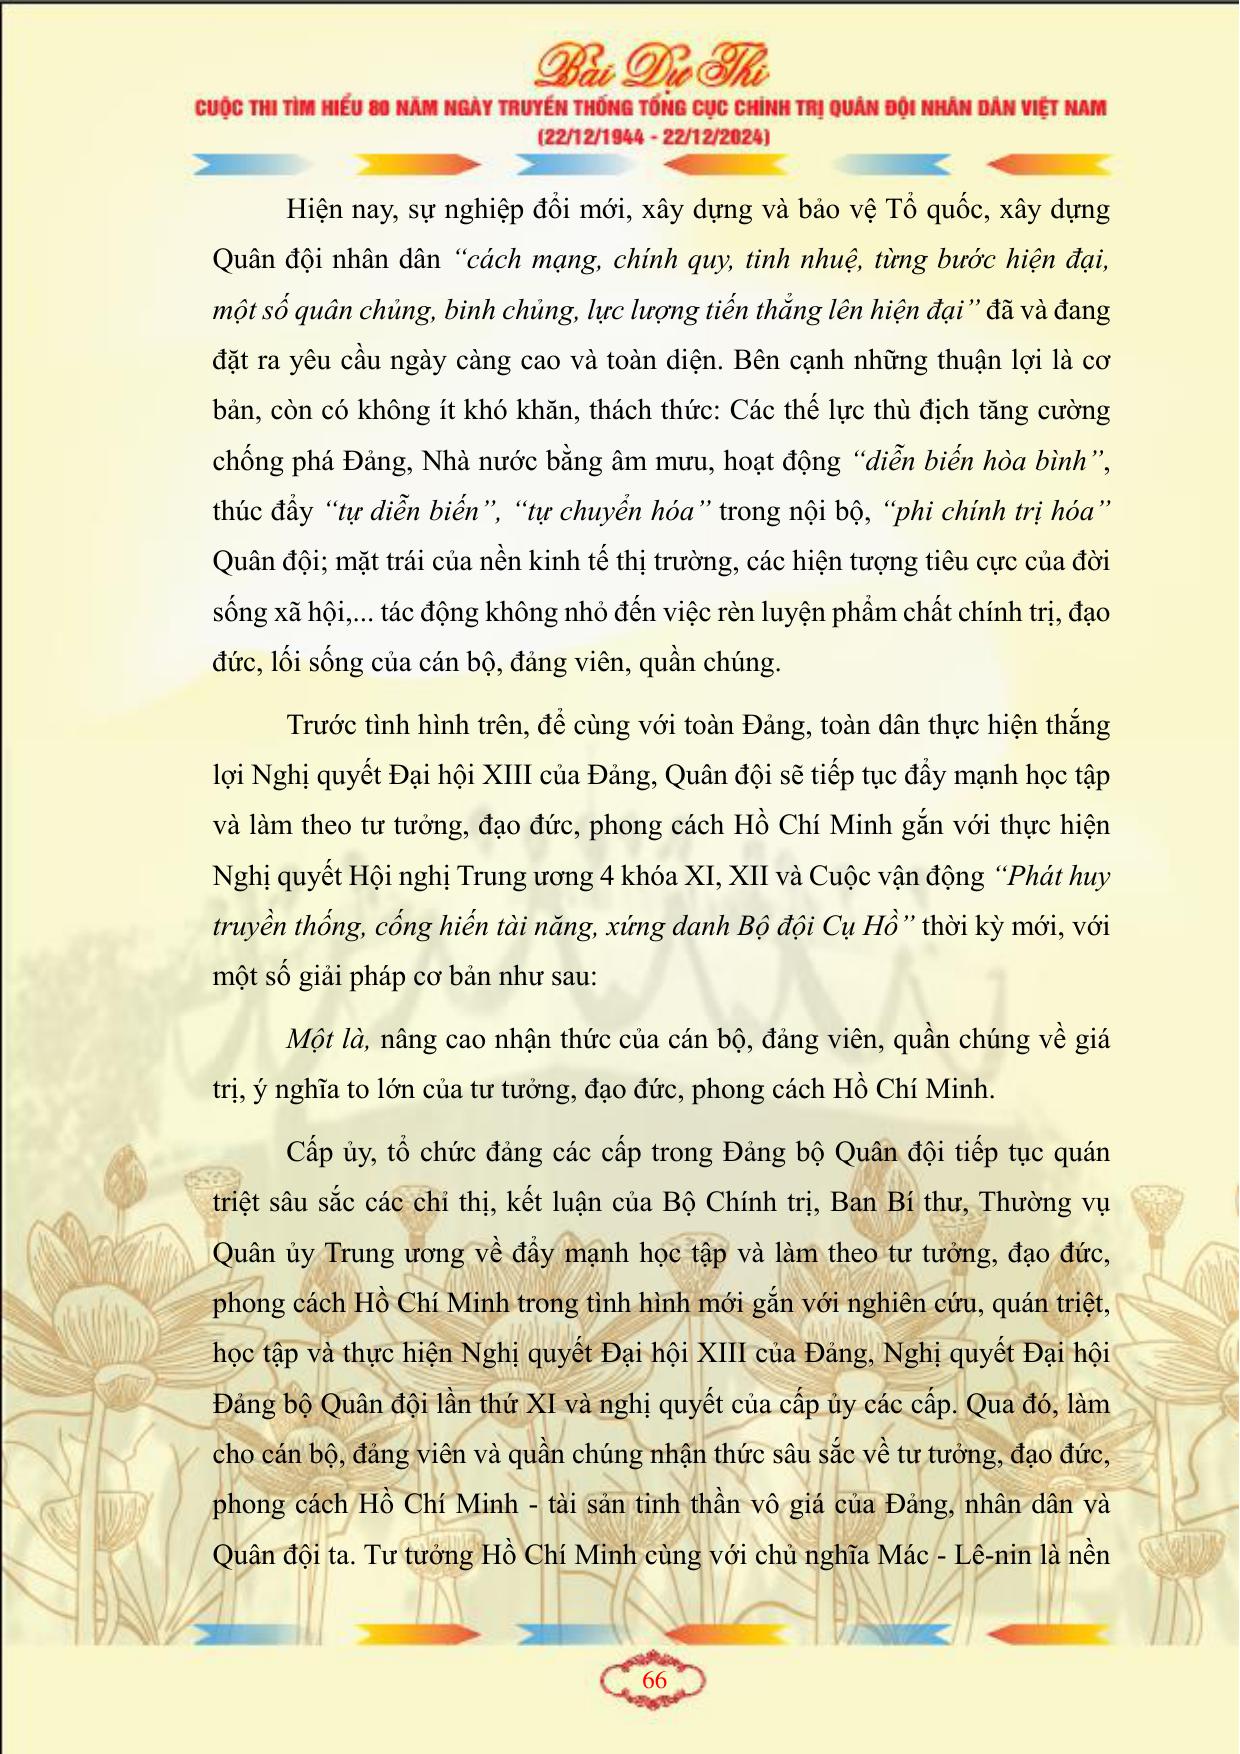 Bài Dự Thi
CUỘC THI TÌM HIỂU 80 NĂM NGÀY TRUYỀN THỐNG TỔNG CỤC CHÍNH TRỊ QUÂN ĐỘI NHÂN DÂN VIỆT NAM
(22/12/1944 - 22/12/2024)
Hiện nay, sự nghiệp đổi mới, xây dựng và bảo vệ Tổ quốc, xây dựng
Quân đội nhân dân “cách mạng, chính quy, tinh nhuệ, từng bước hiện đại,
một số quân chủng, binh chủng, lực lượng tiến thẳng lên hiện đại” đã và đang
đặt ra yêu cầu ngày càng cao và toàn diện. Bên cạnh những thuận lợi là cơ
bản, còn có không ít khó khăn, thách thức: Các thế lực thù địch tăng cường
chống phá Đảng, Nhà nước bằng âm mưu, hoạt động “diễn biến hòa bình”,
thúc đẩy “tự diễn biến”, “tự chuyển hóa” trong nội bộ, “phi chính trị hóa”
Quân đội; mặt trái của nền kinh tế thị trường, các hiện tượng tiêu cực của đời
sống xã hội,... tác động không nhỏ đến việc rèn luyện phẩm chất chính trị, đạo
đức, lối sống của cán bộ, đảng viên, quần chúng.
Trước tình hình trên, để cùng với toàn Đảng, toàn dân thực hiện thắng
lợi Nghị quyết Đại hội XIII của Đảng, Quân đội sẽ tiếp tục đẩy mạnh học tập
và làm theo tư tưởng, đạo đức, phong cách Hồ Chí Minh gắn với thực hiện
Nghị quyết Hội nghị Trung ương 4 khóa XI, XII và Cuộc vận động “Phát huy
truyền thống, cống hiến tài năng, xứng danh Bộ đội Cụ Hồ” thời kỳ mới, với
một số giải pháp cơ bản như sau:
Một là, nâng cao nhận thức của cán bộ, đảng viên, quần chúng về giá
trị, ý nghĩa to lớn của tư tưởng, đạo đức, phong cách Hồ Chí Minh.
Cấp ủy, tổ chức đảng các cấp trong Đảng bộ Quân đội tiếp tục quán
triệt sâu sắc các chỉ thị, kết luận của Bộ Chính trị, Ban Bí thư, Thường vụ
Quân ủy Trung ương về đẩy mạnh học tập và làm theo tư tưởng, đạo đức,
phong cách Hồ Chí Minh trong tình hình mới gắn với nghiên cứu, quán triệt,
học tập và thực hiện Nghị quyết Đại hội XIII của Đảng, Nghị quyết Đại hội
Đảng bộ Quân đội lần thứ XI và nghị quyết của cấp ủy các cấp. Qua đó, làm
cho cán bộ, đảng viên và quần chúng nhận thức sâu sắc về tư tưởng, đạo đức,
phong cách Hồ Chí Minh - tài sản tinh thần vô giá của Đảng, nhân dân và
Quân đội ta. Tư tưởng Hồ Chí Minh cùng với chủ nghĩa Mác - Lê-nin là nền
66